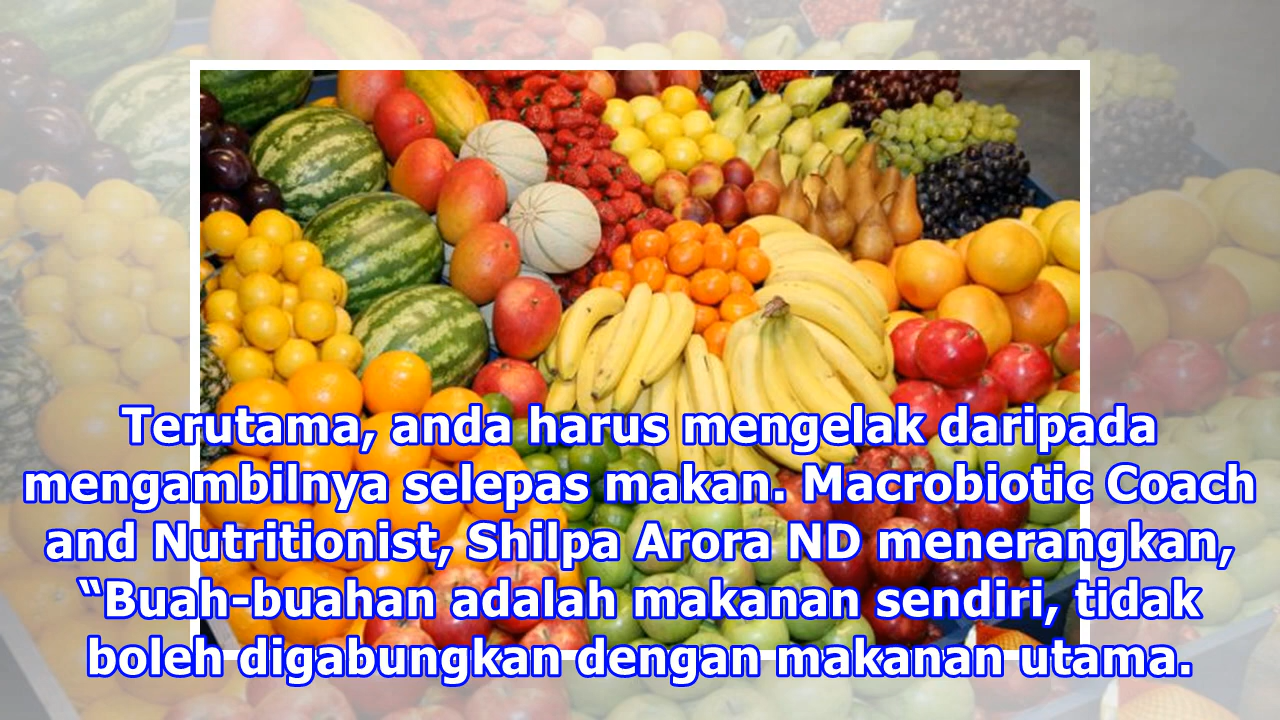 Terutama, anda harus mengelak daripada
mengambilnya selepas makan. Macrobiotic Coach
and Nutritionist, Shilpa Arora ND menerangkan,
“Buah-buahan adalah makanan sendiri, tidak
boleh digabungkan dengan makanan utama.